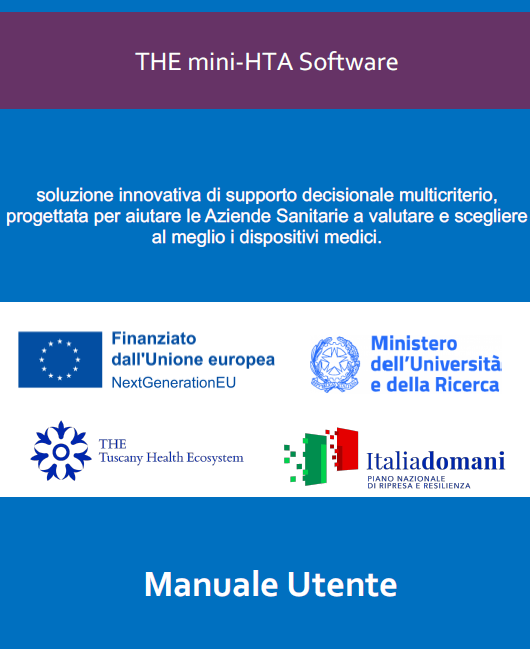 THE mini-HTA Software
soluzione innovativa di supporto decisionale multicriterio,
progettata per aiutare le Aziende Sanitarie a valutare e scegliere
al meglio i dispositivi medici.
Finanziato
dall'Unione europea
NextGenerationEU
Ministero
dell'Università
e della Ricerca
THE
Tuscany Health Ecosystem
Italiadomani
PIANO NAZIONALE
DI RIPRESA E RESILIENZA
Manuale Utente